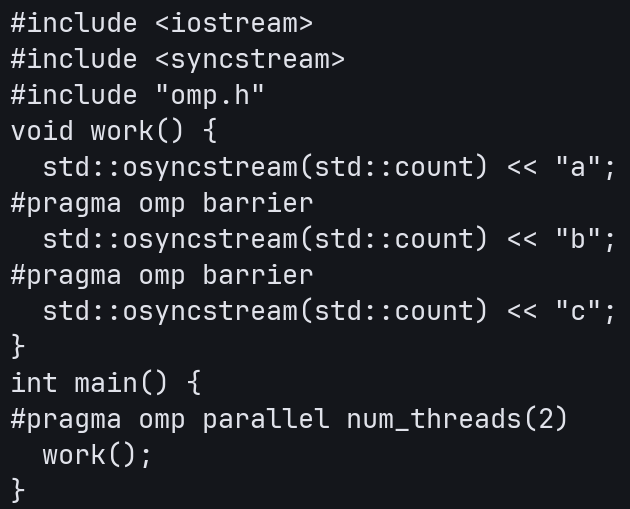 #include <iostream>
#include <syncstream>
#include "omp.h"
void work() {
  std::osyncstream(std::count) << "a";
#pragma omp barrier
  std::osyncstream(std::count) << "b";
#pragma omp barrier
  std::osyncstream(std::count) << "c";
}
int main() {
#pragma omp parallel num_threads(2)
  work();
}